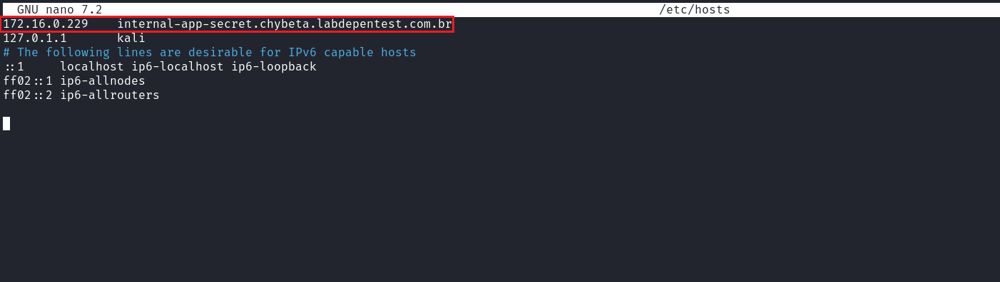 GNU nano 7.2 /etc/hosts
172.16.0.229 internal-app-secret.chybeta.labdepentest.com.br
127.0.1.1 kali
# The following lines are desirable for IPv6 capable hosts
::1 localhost ip6-localhost ip6-loopback
ff02::1 ip6-allnodes
ff02::2 ip6-allrouters